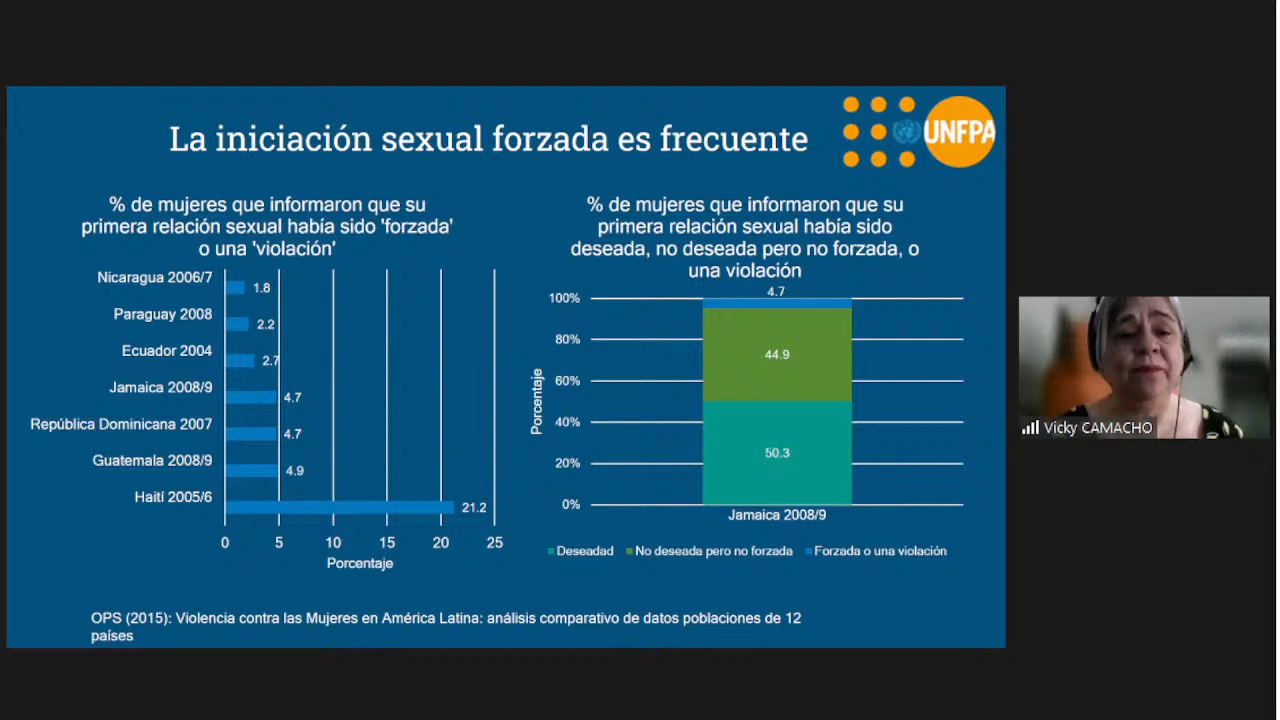 La iniciación sexual forzada es frecuente
UNFPA
% de mujeres que informaron que su
primera relación sexual había sido 'forzada'
o una 'violación'
Nicaragua 2006/7
1.8
Paraguay 2008
2.2
Ecuador 2004
2.7
Jamaica 2008/9
4.7
República Dominicana 2007
4.7
Guatemala 2008/9
4.9
Haití 2005/6
21.2
0 5 10 15 20 25
Porcentaje
% de mujeres que informaron que su
primera relación sexual había sido
deseada, no deseada pero no forzada, o
una violación
4.7
100%
80%
44.9
60%
Porcentaje
40%
50.3
20%
0%
Jamaica 2008/9
Deseadad No deseada pero no forzada Forzada o una violación
OPS (2015): Violencia contra las Mujeres en América Latina: análisis comparativo de datos poblaciones de 12
países
Vicky CAMACHO